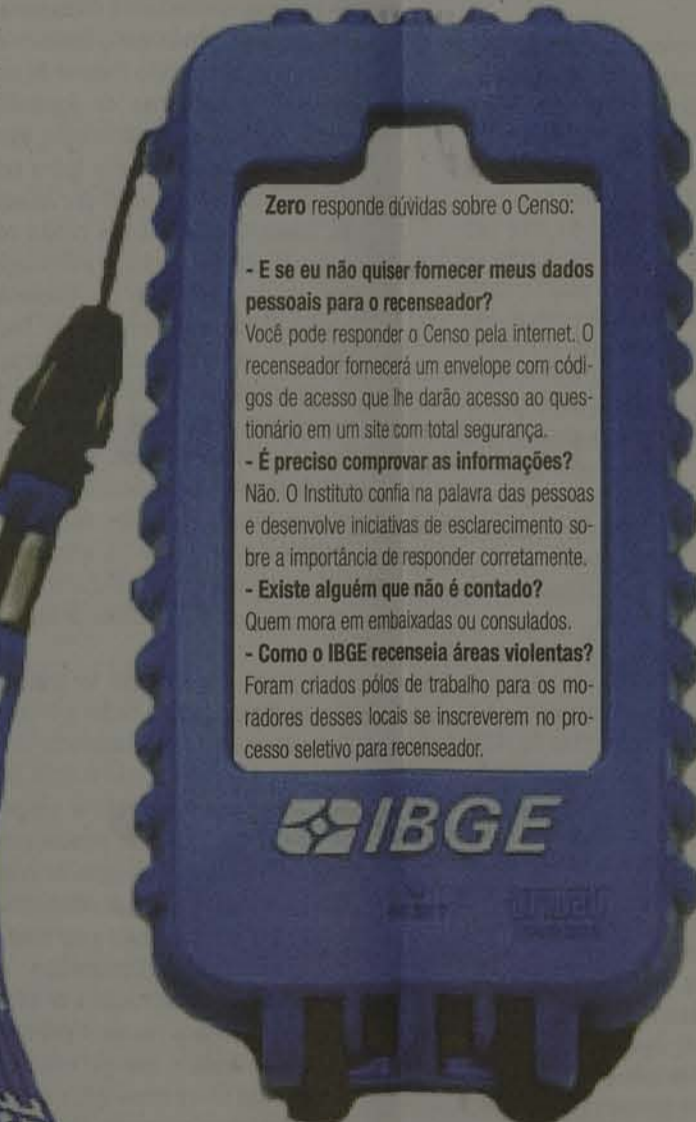 Zero responde dúvidas sobre o Censo:
- E se eu não quiser fornecer meus dados
pessoais para o recenseador?
Você pode responder o Censo pela internet. O
recenseador fornecerá um envelope com códi-
gos de acesso que lhe darão acesso ao ques-
tionário em um site com total segurança.
- É preciso comprovar as informações?
Não. O Instituto confia na palavra das pessoas
e desenvolve iniciativas de esclarecimento so-
bre a importância de responder corretamente.
- Existe alguém que não é contado?
Quem mora em embaixadas ou consulados.
- Como o IBGE recenseia áreas violentas?
Foram criados pólos de trabalho para os mo-
radores desses locais se inscreverem no pro-
cesso seletivo para recenseador.
IBGE